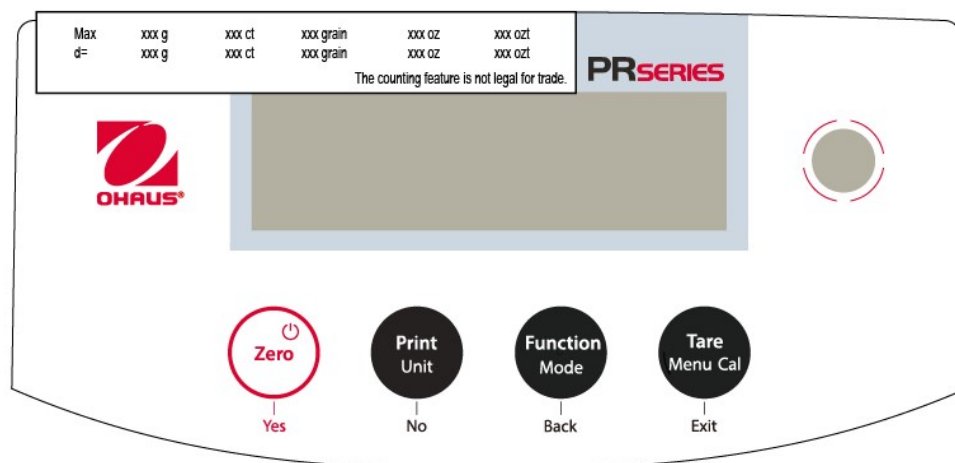 Max xxx g xxx ct xxx grain xxx oz xxx ozt
d= xxx g xxx ct xxx grain xxx oz xxx ozt
The counting feature is not legal for trade.
PRSERIES
OHAUS®
Zero
Print
Unit
Function
Mode
Tare
Menu Cal
Yes
No
Back
Exit